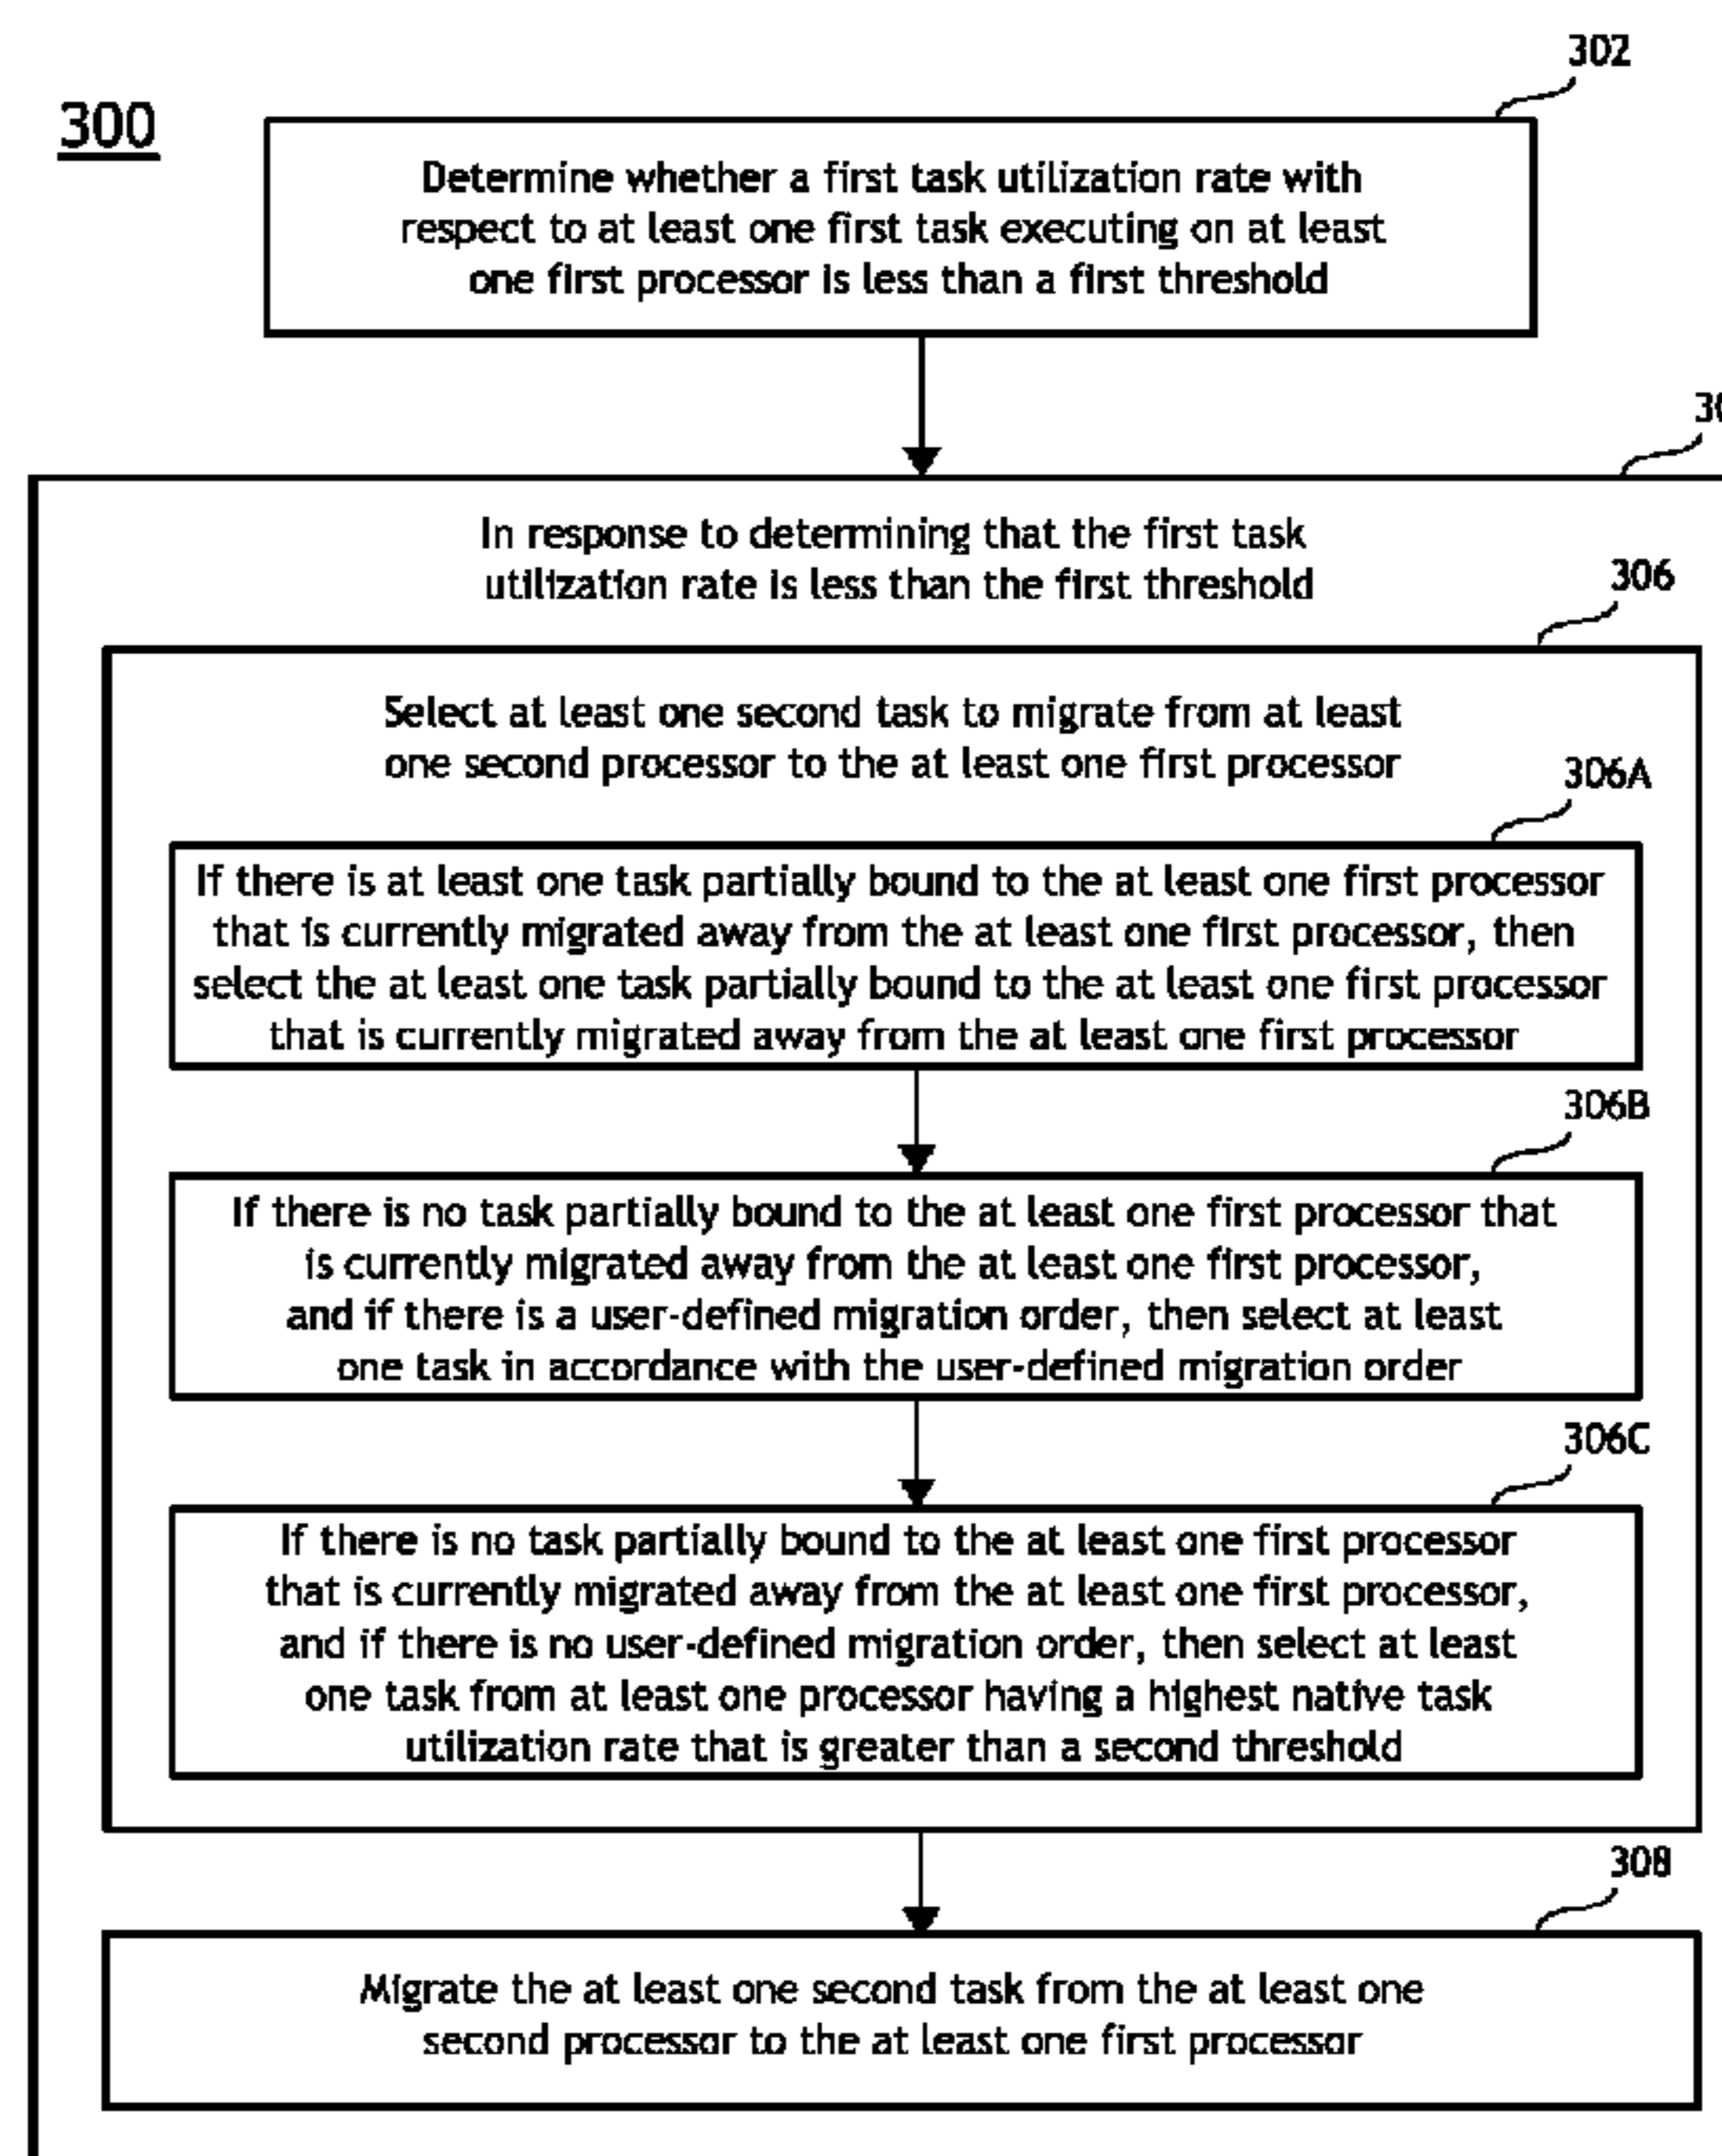 302
300
Determine whether a first task utilization rate with
respect to at least one first task executing on at least
one first processor is less than a first threshold
In response to determining that the first task
utilization rate is less than the first threshold
306
Select at least one second task to migrate from at least
one second processor to the at least one first processor
306A
If there is at least one task partially bound to the at least one first processor
that is currently migrated away from the at least one first processor, then
select the at least one task partially bound to the at least one first processor
that is currently migrated away from the at least one first processor
306B
If there is no task partially bound to the at least one first processor that
is currently migrated away from the at least one first processor,
and if there is a user-defined migration order, then select at least
one task in accordance with the user-defined migration order
306C
If there is no task partially bound to the at least one first processor
that is currently migrated away from the at least one first processor,
and if there is no user-defined migration order, then select at least
one task from at least one processor having a highest native task
utilization rate that is greater than a second threshold
308
Migrate the at least one second task from the at least one
second processor to the at least one first processor